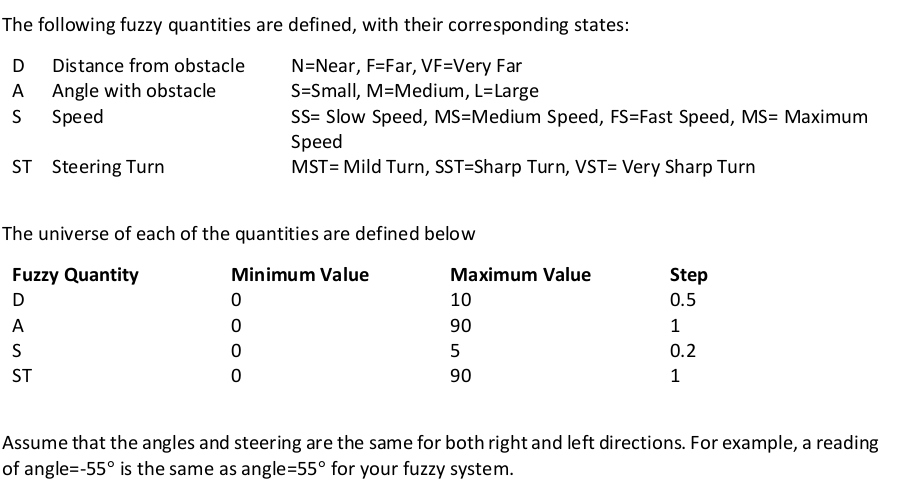 The following fuzzy quantities are defined, with their corresponding states:
D Distance from obstacle N=Near, F=Far, VF=Very Far
A Angle with obstacle S=Small, M=Medium, L=Large
S Speed SS= Slow Speed, MS=Medium Speed, FS=Fast Speed, MS= Maximum
Speed
ST Steering Turn MST= Mild Turn, SST=Sharp Turn, VST= Very Sharp Turn
The universe of each of the quantities are defined below
Fuzzy Quantity Minimum Value Maximum Value Step
D 0 10 0.5
A 0 90 1
S 0 5 0.2
ST 0 90 1
Assume that the angles and steering are the same for both right and left directions. For example, a reading
of angle=-55° is the same as angle=55° for your fuzzy system.